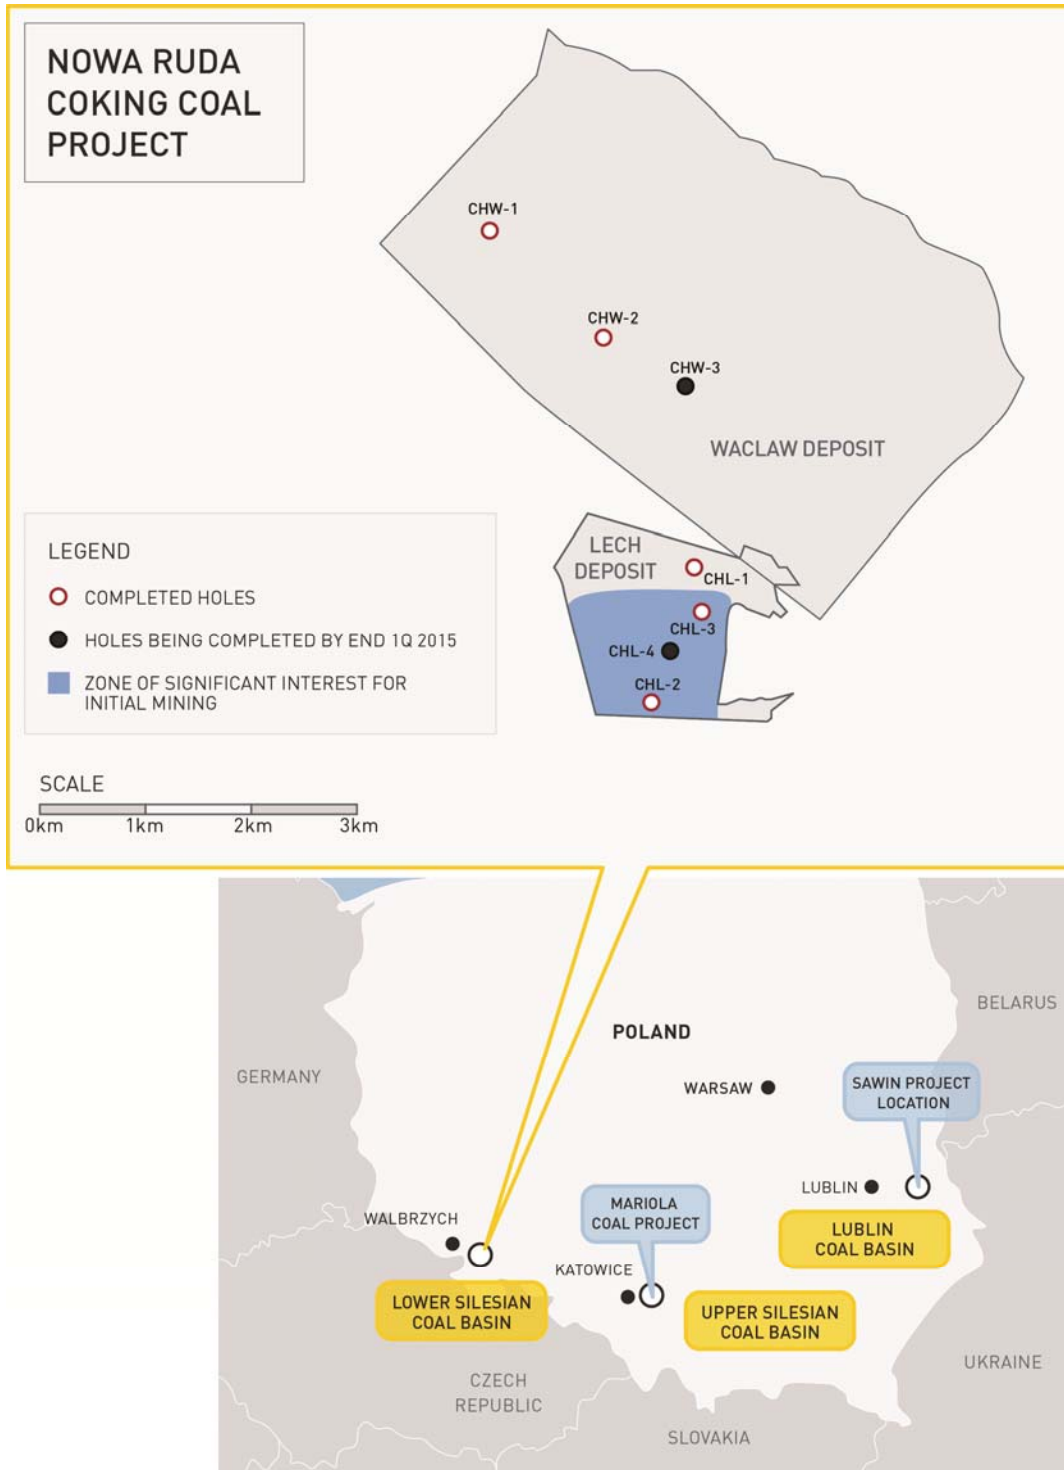 NOWA RUDA
COKING COAL
PROJECT
CHW-1
CHW-2
CHW-3
WACLAW DEPOSIT
LECH
DEPOSIT
CHL-1
CHL-3
CHL-4
CHL-2
LEGEND
COMPLETED HOLES
HOLES BEING COMPLETED BY END 1Q 2015
ZONE OF SIGNIFICANT INTEREST FOR
INITIAL MINING
SCALE
0km 1km 2km 3km
BELARUS
POLAND
GERMANY
WARSAW
SAWIN PROJECT
LOCATION
LUBLIN
MARIOLA
COAL PROJECT
WALBRZYCH
LUBLIN
COAL BASIN
KATOWICE
LOWER SILESIAN
COAL BASIN
UPPER SILESIAN
COAL BASIN
UKRAINE
CZECH
REPUBLIC
SLOVAKIA